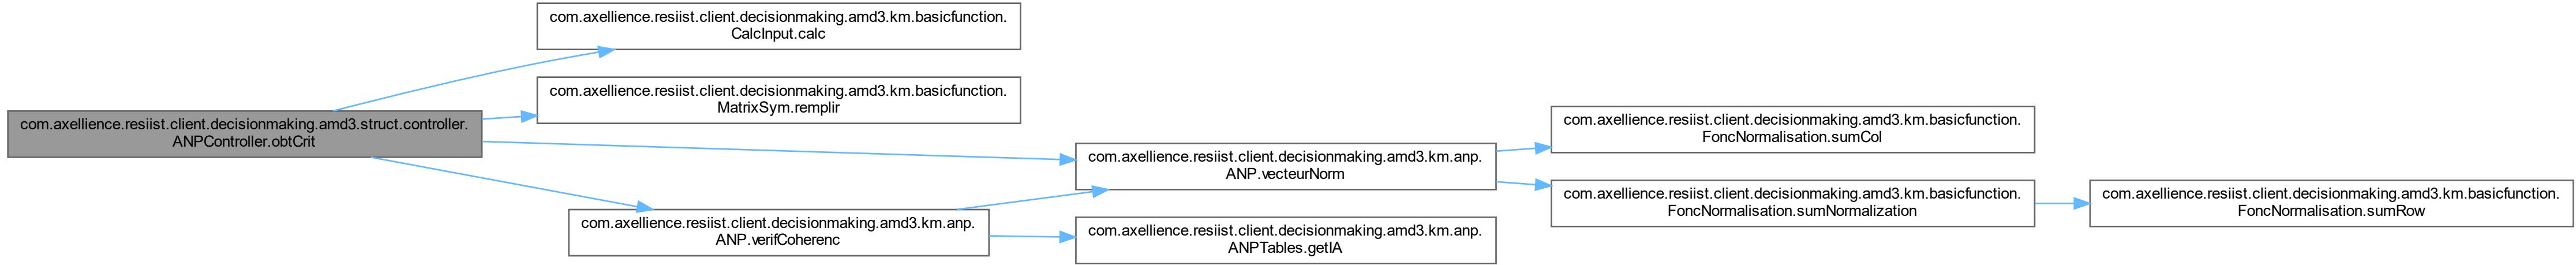 com.axellience.resiist.client.decisionmaking.amd3.struct.controller.
ANPController.obtCrit
com.axellience.resiist.client.decisionmaking.amd3.km.basicfunction.
CalcInput.calc
com.axellience.resiist.client.decisionmaking.amd3.km.basicfunction.
MatrixSym.remplir
com.axellience.resiist.client.decisionmaking.amd3.km.anp.
ANP.verifCoherenc
com.axellience.resiist.client.decisionmaking.amd3.km.anp.
ANP.vecteurNorm
com.axellience.resiist.client.decisionmaking.amd3.km.anp.
ANPTables.getIA
com.axellience.resiist.client.decisionmaking.amd3.km.basicfunction.
FoncNormalisation.sumCol
com.axellience.resiist.client.decisionmaking.amd3.km.basicfunction.
FoncNormalisation.sumNormalization
com.axellience.resiist.client.decisionmaking.amd3.km.basicfunction.
FoncNormalisation.sumRow